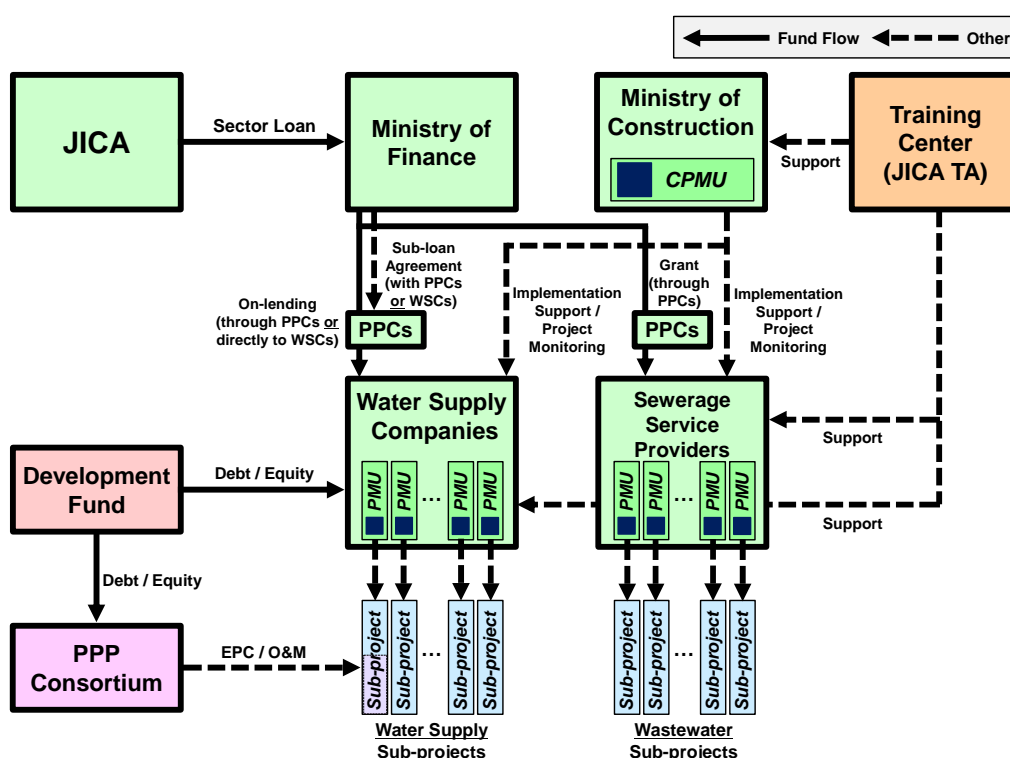 Fund Flow
Other
JICA
Sector Loan
Ministry of
Finance
Ministry of
Construction
CPMU
Support
Training
Center
(JICA TA)
Sub-loan
Agreement
(with PPCs
or WSCs)
On-lending
(through PPCs or
directly to WSCs)
PPCs
Implementation
Support /
Project
Monitoring
Grant
(through
PPCs)
PPCs
Implementation
Support /
Project
Monitoring
Water Supply
Companies
PMU
PMU
...
PMU
PMU
Sewerage
Service
Providers
PMU
PMU
...
PMU
PMU
Support
Support
Development
Fund
Debt / Equity
Debt / Equity
PPP
Consortium
EPC / O&M
Sub-project
Sub-project
...
Sub-project
Sub-project
Water Supply
Sub-projects
Sub-project
Sub-project
...
Sub-project
Sub-project
Wastewater
Sub-projects